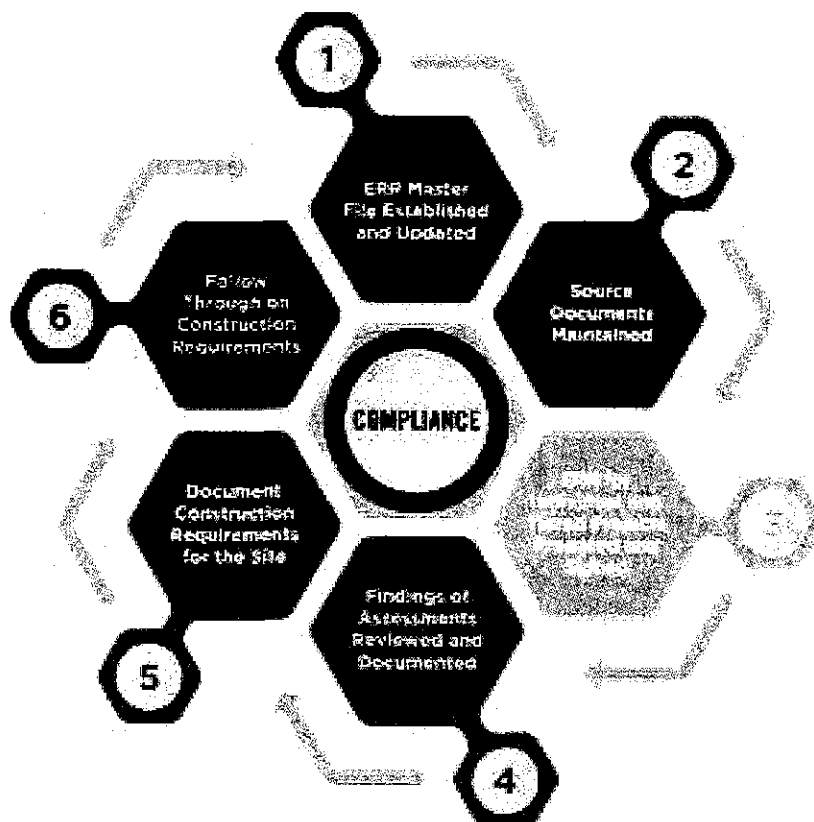 1
ERR Master
File Established
and Updated
2
Source
Documents
Maintained
3
4
Findings of
Assessments
Reviewed and
Documented
5
Document
Construction
Requirements
for the Site
6
Follow
Through on
Construction
Requirements
COMPLIANCE